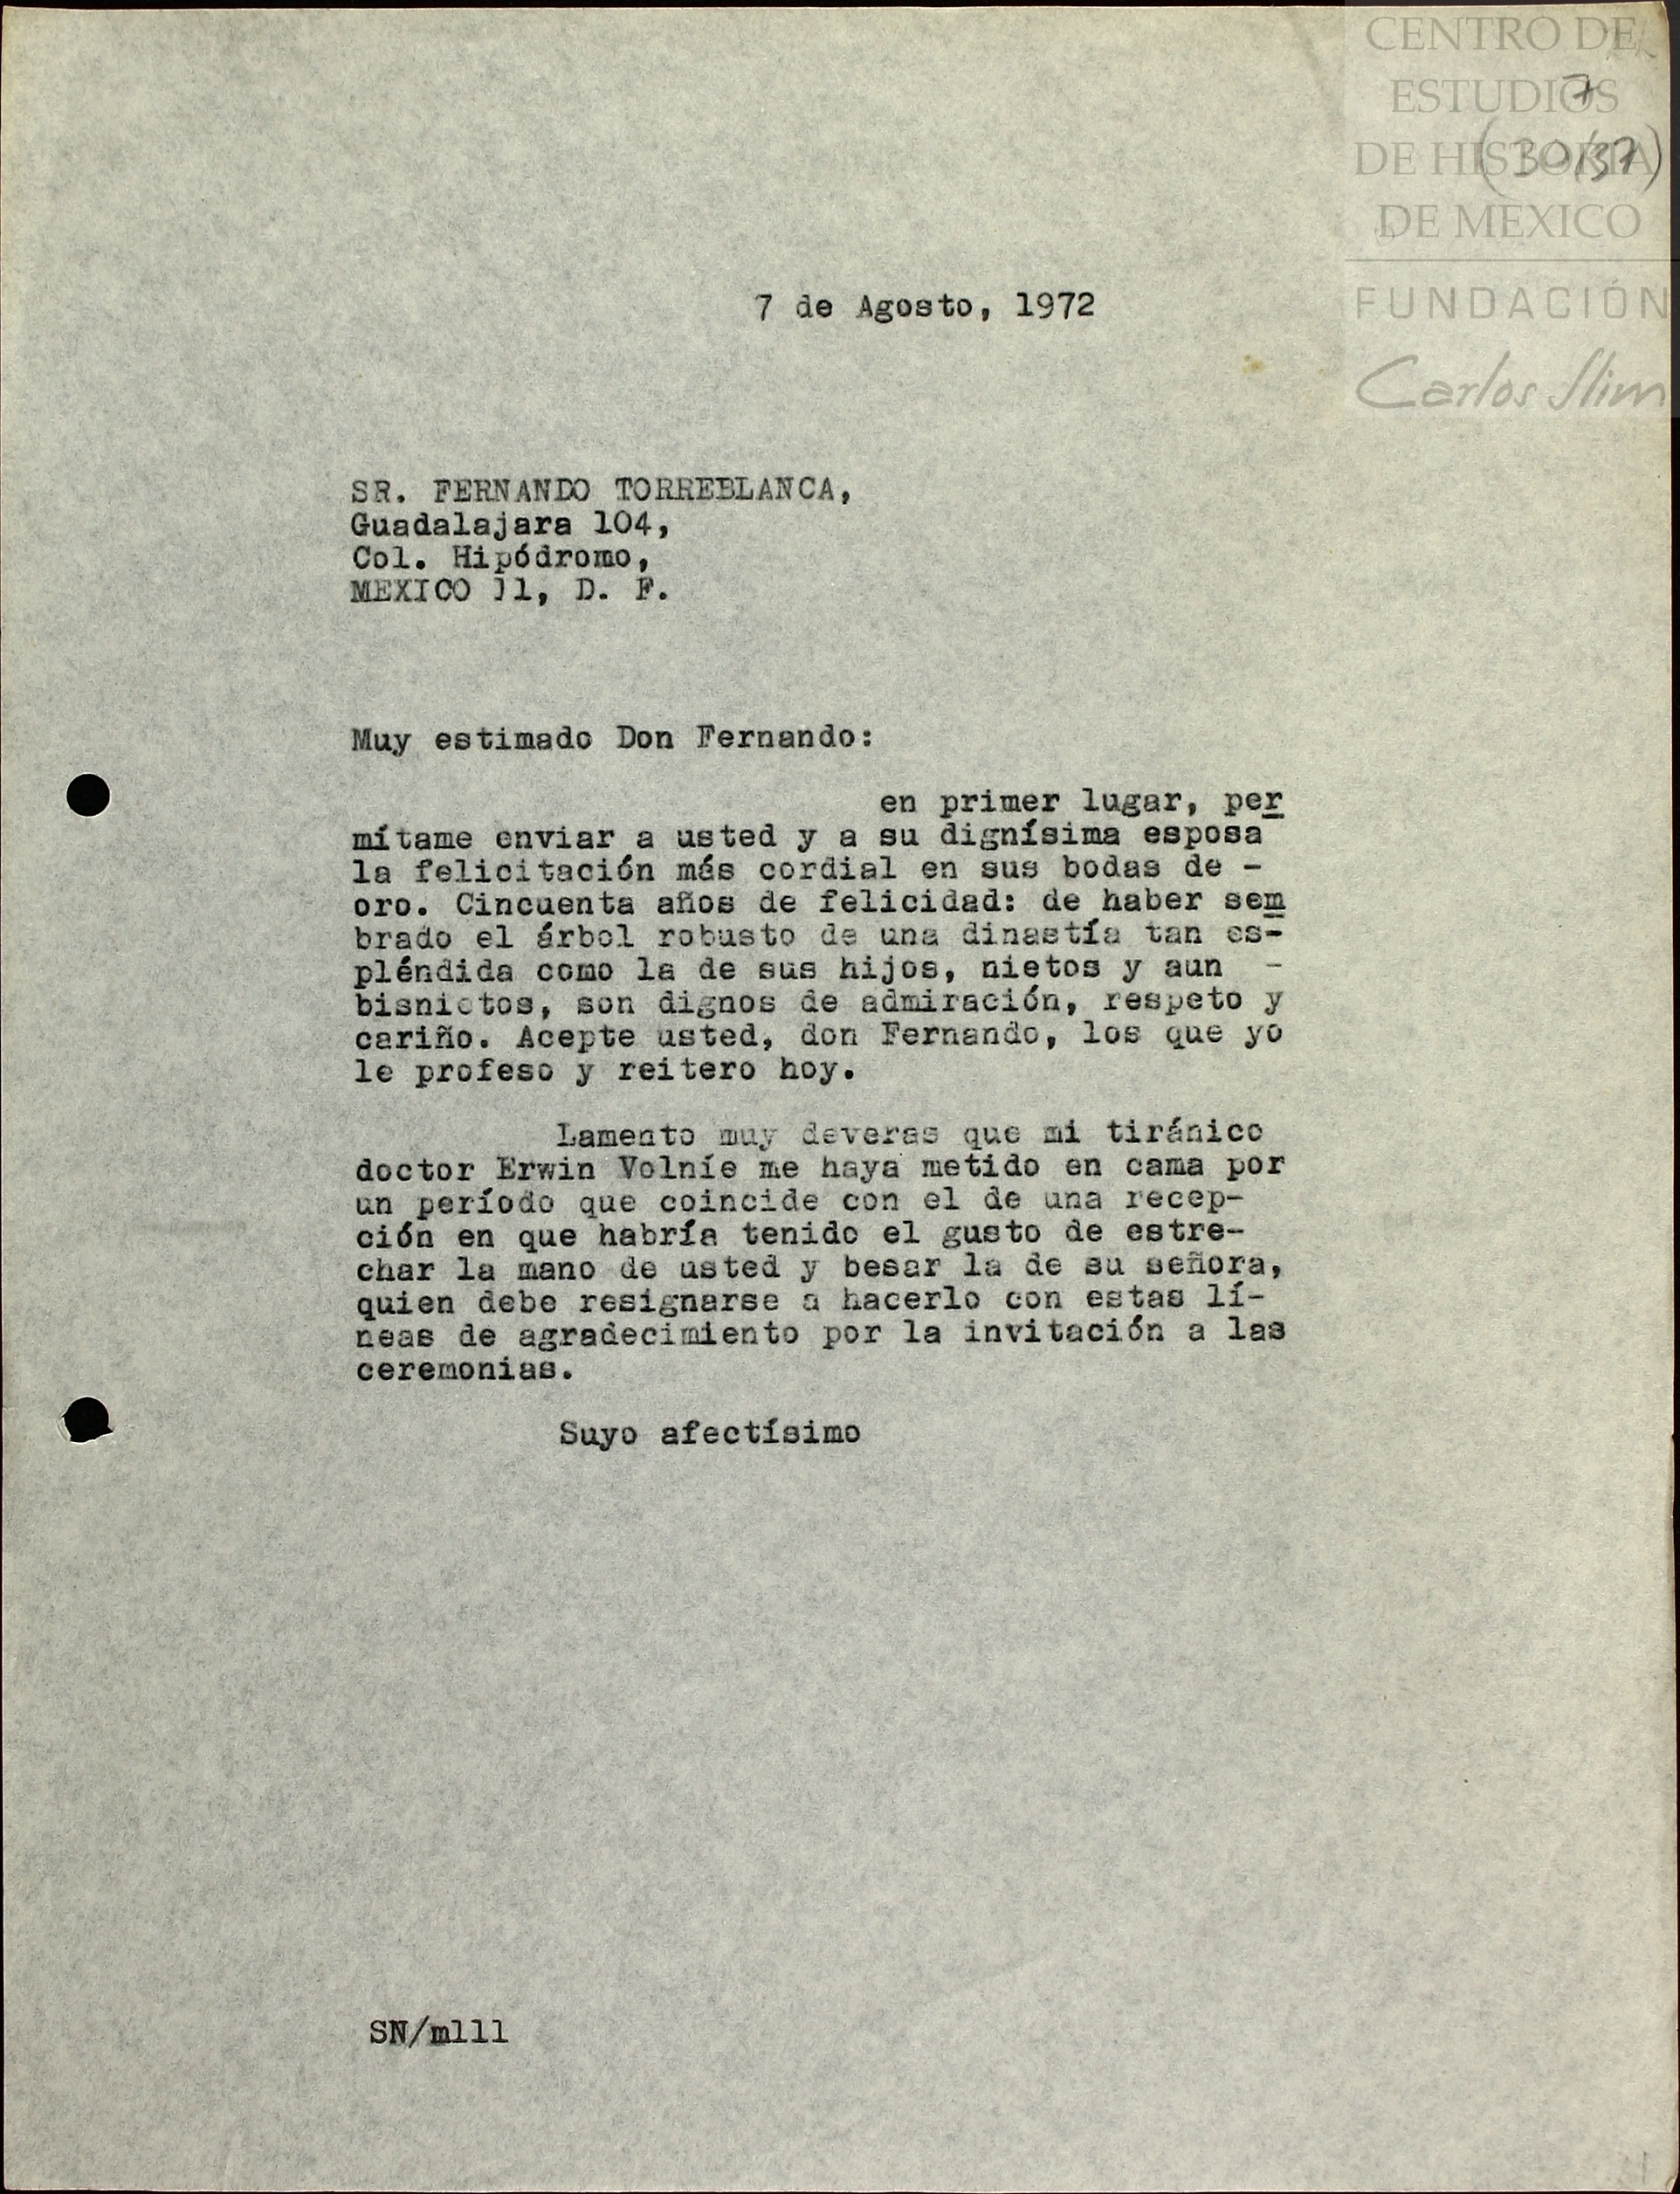 CENTRO DE
ESTUDIOS
DE HISTORIA
DE MEXICO
FUNDACIÓN
Carlos Slim
7
7 de Agosto, 1972
SR. FERNANDO TORREBLANCA,
Guadalajara 104,
Col. Hipódromo,
MEXICO 11, D. F.
Muy estimado Don Fernando:
en primer lugar, per
mítame enviar a usted y a su dignísima esposa
la felicitación más cordial en sus bodas de -
oro. Cincuenta años de felicidad: de haber sem
brado el árbol robusto de una dinastía tan es-
pléndida como la de sus hijos, nietos y aun -
bisnietos, son dignos de admiración, respeto y
cariño. Acepte usted, don Fernando, los que yo
le profeso y reitero hoy.
Lamento muy deveras que mi tiránico
doctor Erwin Volníe me haya metido en cama por
un período que coincide con el de una recep-
ción en que habría tenido el gusto de estre-
char la mano de usted y besar la de su señora,
quien debe resignarse a hacerlo con estas lí-
neas de agradecimiento por la invitación a las
ceremonias.
Suyo afectísimo
SN/mlll